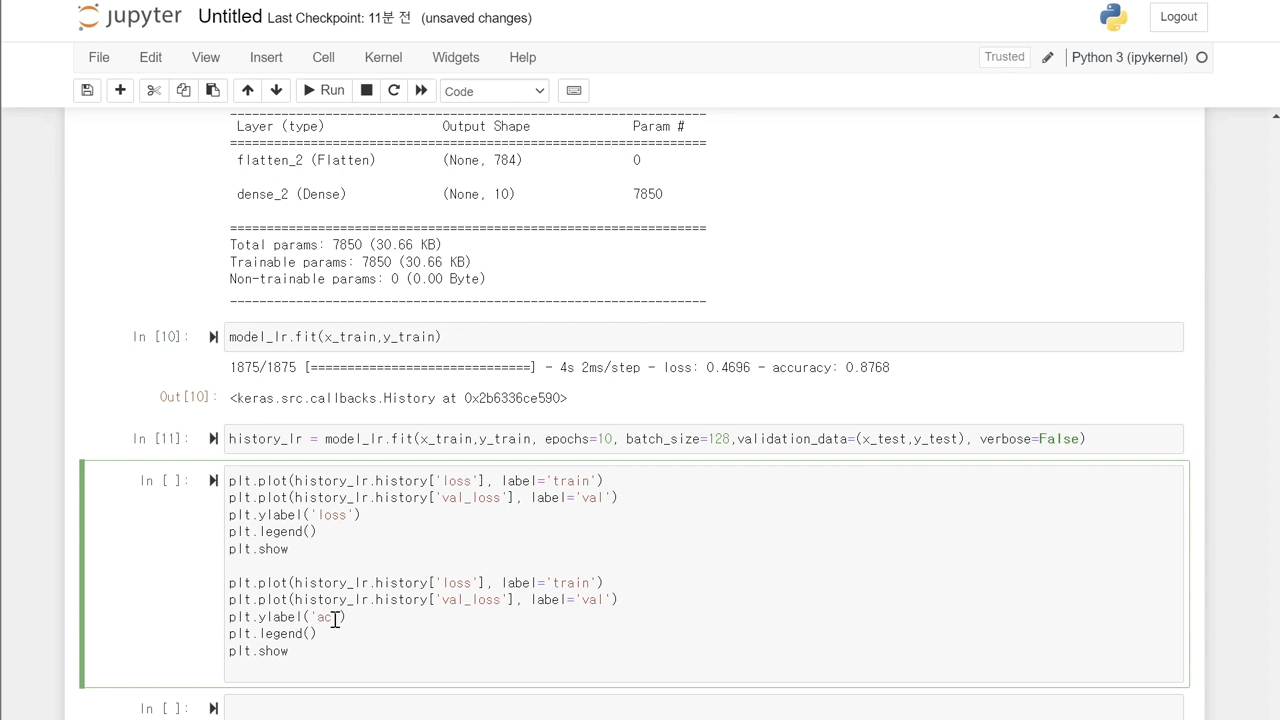 jupyter Untitled Last Checkpoint: 11분 전 (unsaved changes) Logout
File Edit View Insert Cell Kernel Widgets Help Trusted Python 3 (ipykernel)
Run Code
Layer (type) Output Shape Param #
=================================================================
flatten_2 (Flatten) (None, 784) 0
dense_2 (Dense) (None, 10) 7850
=================================================================
Total params: 7850 (30.66 KB)
Trainable params: 7850 (30.66 KB)
Non-trainable params: 0 (0.00 Byte)
_________________________________________________________________
In [10]: model_lr.fit(x_train,y_train)
1875/1875 [==============================] - 4s 2ms/step - loss: 0.4696 - accuracy: 0.8768
Out[10]: <keras.src.callbacks.History at 0x2b6336ce590>
In [11]: history_lr = model_lr.fit(x_train,y_train, epochs=10, batch_size=128,validation_data=(x_test,y_test), verbose=False)
In [ ]: plt.plot(history_lr.history['loss'], label='train')
plt.plot(history_lr.history['val_loss'], label='val')
plt.ylabel('loss')
plt.legend()
plt.show
plt.plot(history_lr.history['loss'], label='train')
plt.plot(history_lr.history['val_loss'], label='val')
plt.ylabel('ac')
plt.legend()
plt.show
In [ ]: